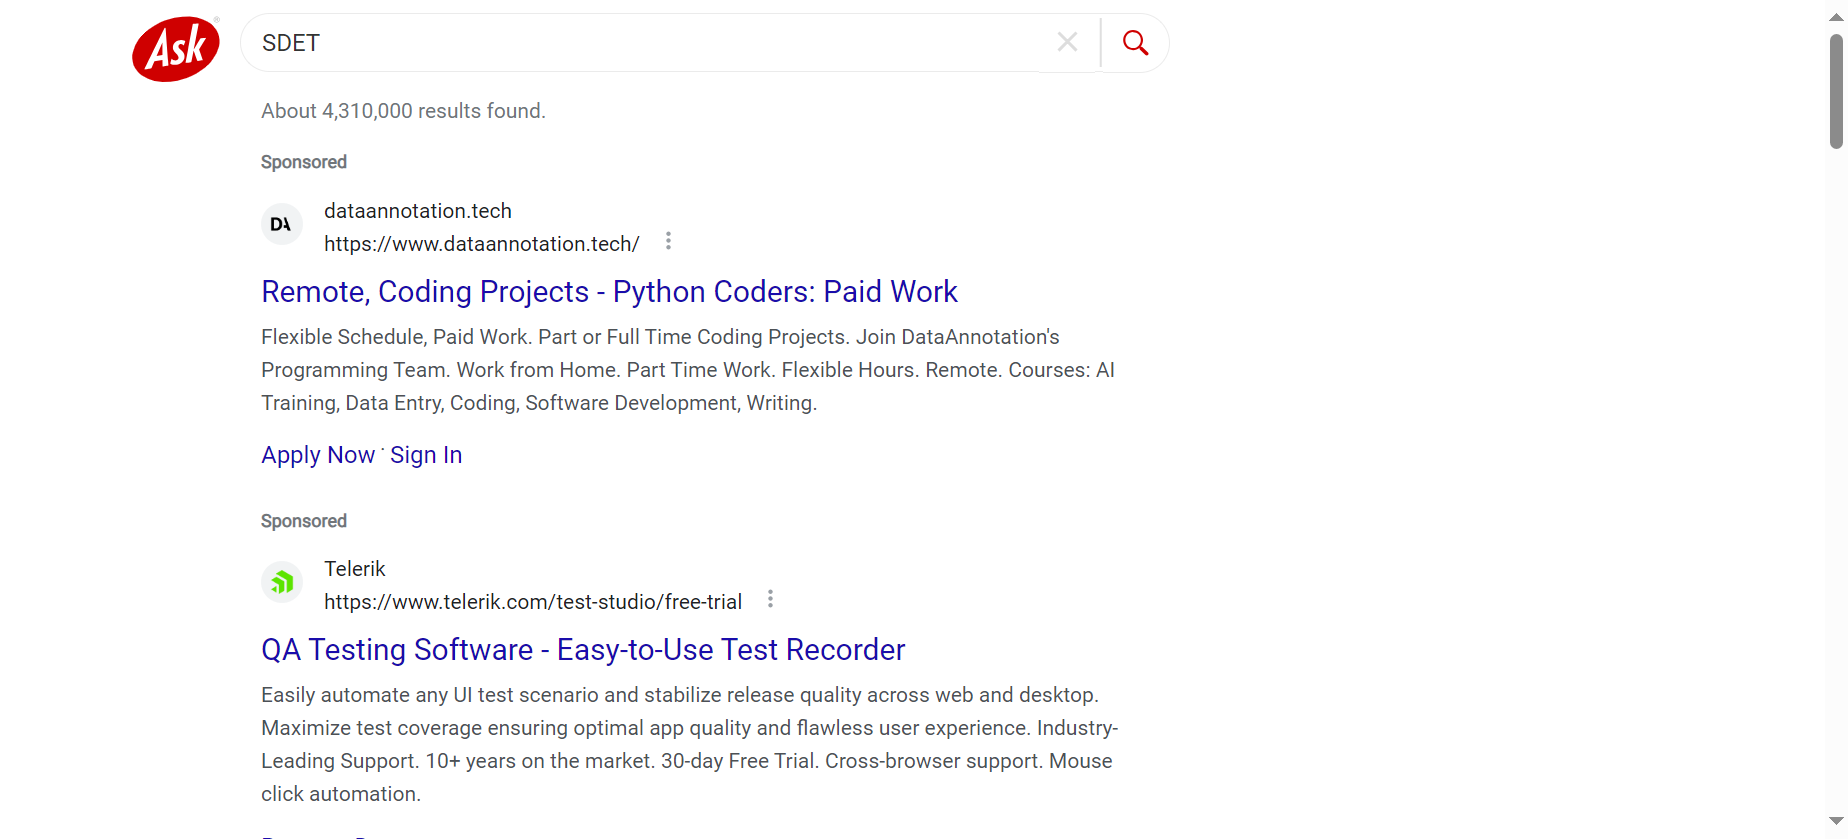 Ask
SDET
About 4,310,000 results found.
Sponsored
DA
dataannotation.tech
https://www.dataannotation.tech/
Remote, Coding Projects - Python Coders: Paid Work
Flexible Schedule, Paid Work. Part or Full Time Coding Projects. Join DataAnnotation's
Programming Team. Work from Home. Part Time Work. Flexible Hours. Remote. Courses: AI
Training, Data Entry, Coding, Software Development, Writing.
Apply Now · Sign In
Sponsored
Telerik
https://www.telerik.com/test-studio/free-trial
QA Testing Software - Easy-to-Use Test Recorder
Easily automate any UI test scenario and stabilize release quality across web and desktop.
Maximize test coverage ensuring optimal app quality and flawless user experience. Industry-
Leading Support. 10+ years on the market. 30-day Free Trial. Cross-browser support. Mouse
click automation.